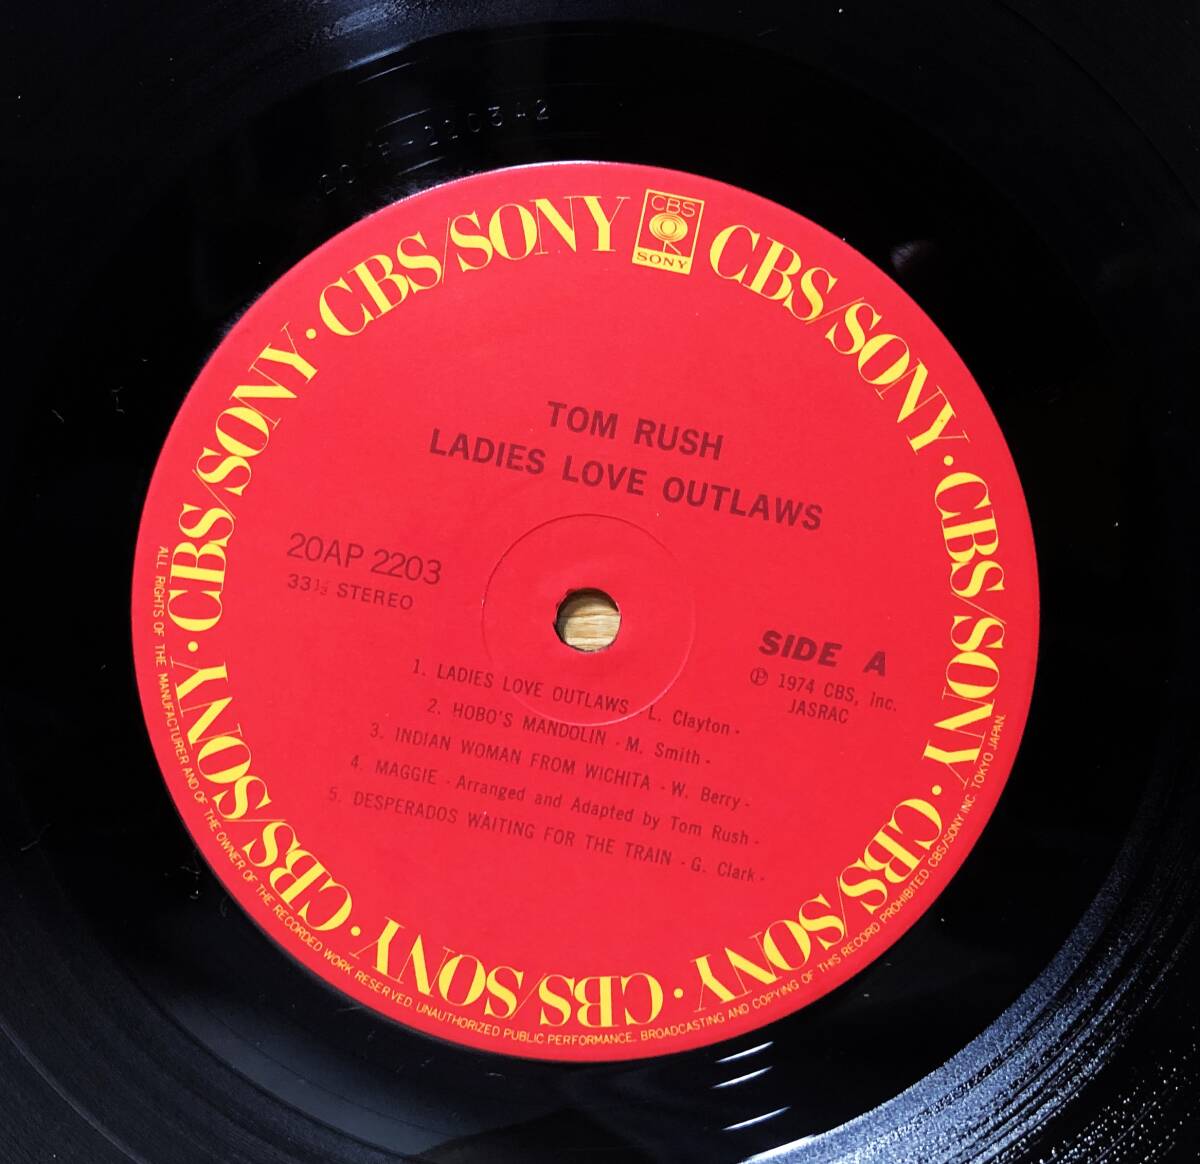 CBS
SONY
CBS/SONY · CBS/SONY · CBS/SONY · CBS/SONY · CBS/SONY · CBS/SONY · CBS/SONY · CBS/SONY · CBS/SONY · CBS/SONY
TOM RUSH
LADIES LOVE OUTLAWS
20AP 2203
33⅓ STEREO
SIDE A
Ⓟ 1974 CBS, Inc.
JASRAC
1. LADIES LOVE OUTLAWS - L. Clayton -
2. HOBO'S MANDOLIN - M. Smith -
3. INDIAN WOMAN FROM WICHITA - W. Berry -
4. MAGGIE - Arranged and Adapted by Tom Rush -
5. DESPERADOS WAITING FOR THE TRAIN - G. Clark -
ALL RIGHTS OF THE MANUFACTURER AND OF THE OWNER OF THE RECORDED WORK RESERVED. UNAUTHORIZED PUBLIC PERFORMANCE, BROADCASTING AND COPYING OF THIS RECORD PROHIBITED. CBS/SONY INC. TOKYO JAPAN.